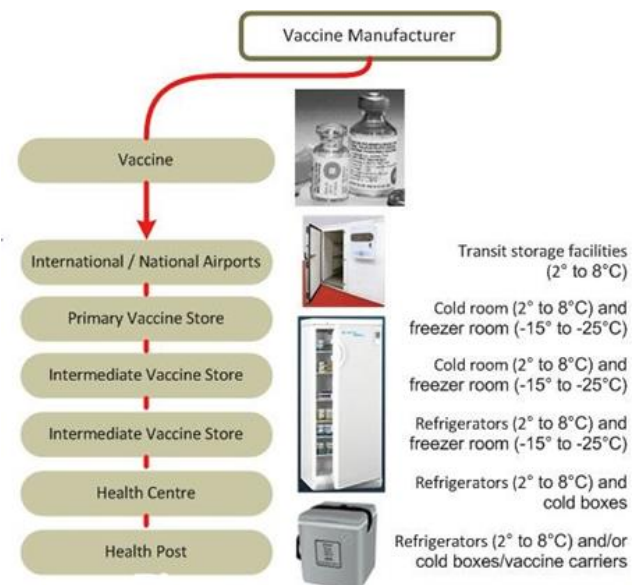 Vaccine Manufacturer
Vaccine
International / National Airports
Transit storage facilities
(2° to 8°C)
Primary Vaccine Store
Cold room (2° to 8°C) and
freezer room (-15° to -25°C)
Intermediate Vaccine Store
Cold room (2° to 8°C) and
freezer room (-15° to -25°C)
Intermediate Vaccine Store
Refrigerators (2° to 8°C) and
freezer room (-15° to -25°C)
Health Centre
Refrigerators (2° to 8°C) and
cold boxes
Health Post
Refrigerators (2° to 8°C) and/or
cold boxes/vaccine carriers